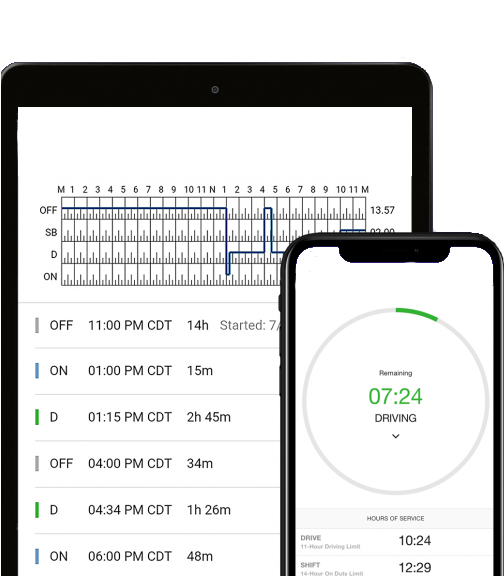 M 1 2 3 4 5 6 7 8 9 10 11 N 1 2 3 4 5 6 7 8 9 10 11 M
OFF 13.57
SB
D
ON
OFF 11:00 PM CDT 14h Started: 7/
ON 01:00 PM CDT 15m
D 01:15 PM CDT 2h 45m
OFF 04:00 PM CDT 34m
D 04:34 PM CDT 1h 26m
ON 06:00 PM CDT 48m
Remaining
07:24
DRIVING
HOURS OF SERVICE
DRIVE 10:24
11-Hour Driving Limit
SHIFT 12:29
14-Hour On Duty Limit